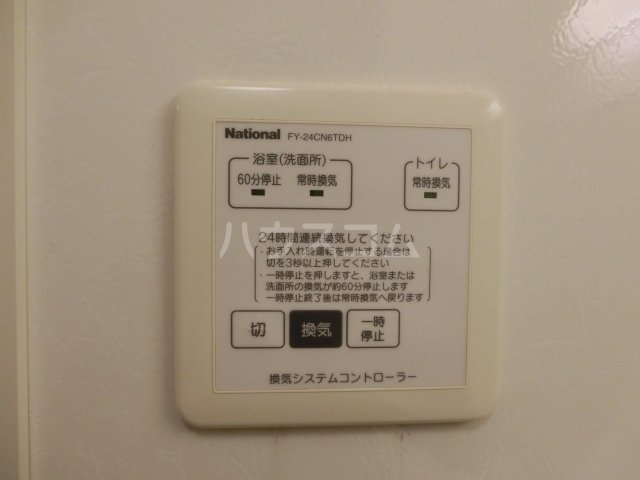 National FY-24CN6TDH
浴室(洗面所)
トイレ
60分停止 常時換気
常時換気
24時間連続換気してください
・お手入れ時運転を停止する場合は
切を3秒以上押してください
・一時停止を押しますと、浴室または
洗面所の換気が約60分停止します
一時停止終了後は常時換気へ戻ります
ハウスコム
切
換気
一時
停止
換気システムコントローラー